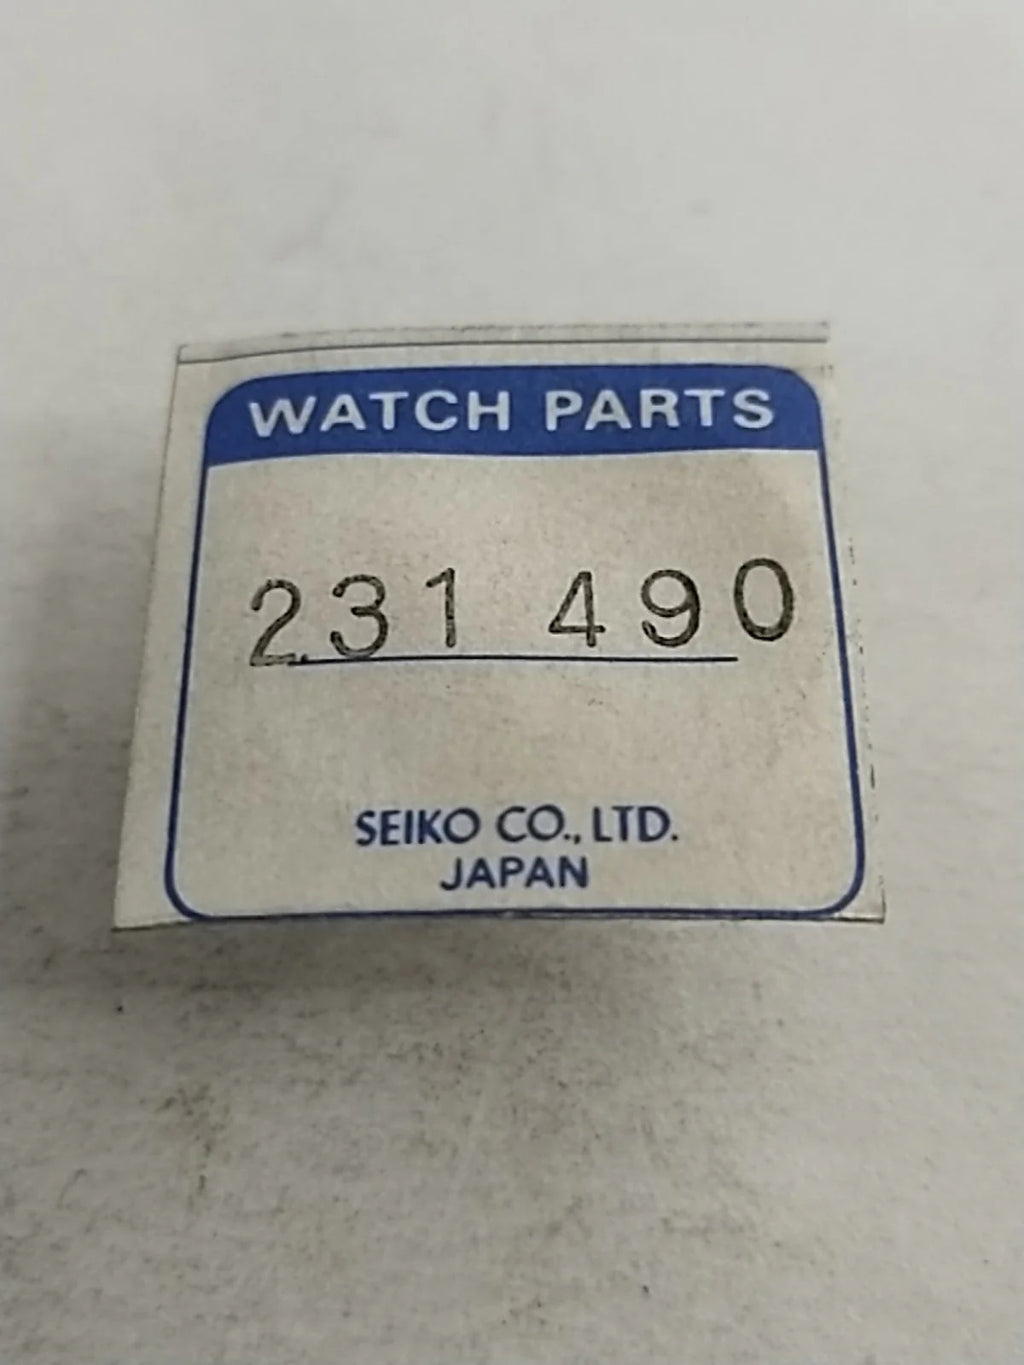 WATCH PARTS
231 490
SEIKO CO., LTD.
JAPAN